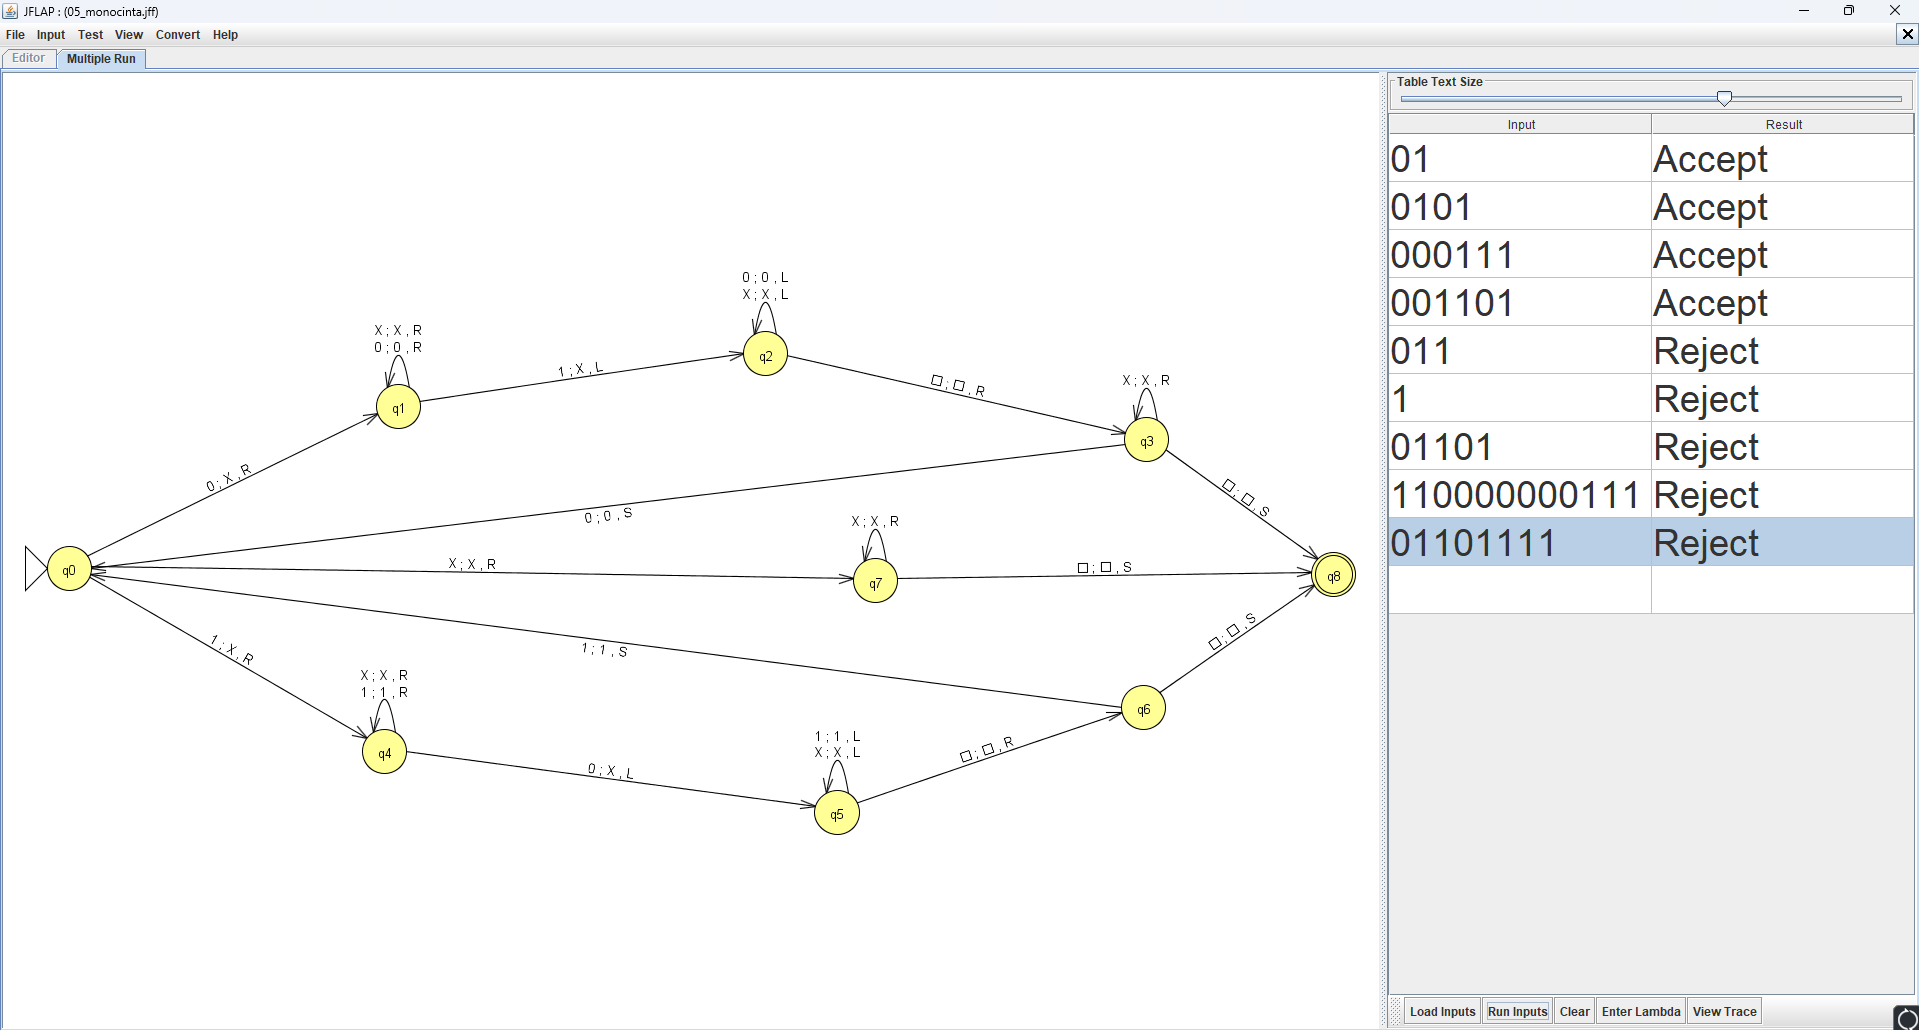 JFLAP : (05_monocinta.jff)
File Input Test View Convert Help
Editor Multiple Run
0 ; 0 , L
X ; X , L
X ; X , R
0 ; 0 , R
q2
1 ; X , L
□ ; □ , R
X ; X , R
q1
q3
0 ; X , R
□ ; □ , S
0 ; 0 , S
X ; X , R
q0
X ; X , R
q7
□ ; □ , S
q8
1 ; X , R
1 ; 1 , S
□ ; □ , S
X ; X , R
1 ; 1 , R
q6
q4
1 ; 1 , L
X ; X , L
□ ; □ , R
0 ; X , L
q5
Table Text Size
Input Result
01 Accept
0101 Accept
000111 Accept
001101 Accept
011 Reject
1 Reject
01101 Reject
110000000111 Reject
01101111 Reject
Load Inputs Run Inputs Clear Enter Lambda View Trace